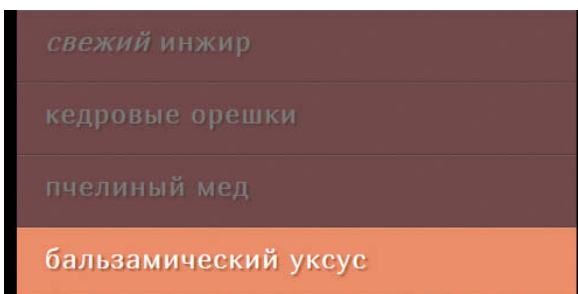 свежий инжир
кедровые орешки
пчелиный мед
бальзамический уксус